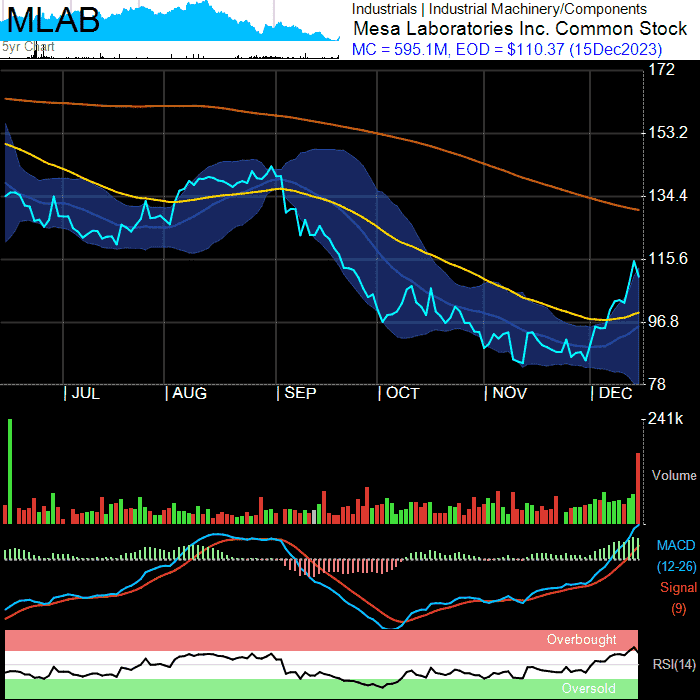 MLAB
5yr Chart
Industrials | Industrial Machinery/Components
Mesa Laboratories Inc. Common Stock
MC = 595.1M, EOD = $110.37 (15Dec2023)
172
153.2
134.4
115.6
96.8
78
| JUL | AUG | SEP | OCT | NOV | DEC
241k
Volume
MACD
(12-26)
Signal
(9)
Overbought
RSI(14)
Oversold